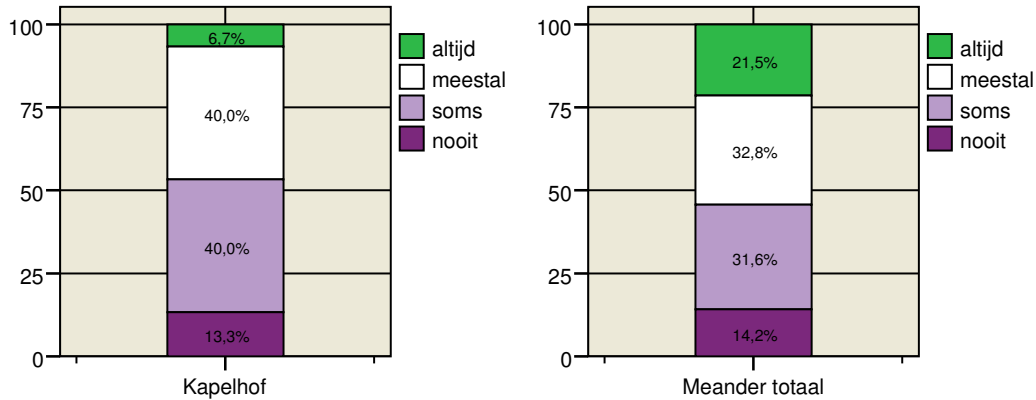 100
75
50
25
0
6,7%
40,0%
40,0%
13,3%
Kapelhof
altijd
meestal
soms
nooit
100
75
50
25
0
21,5%
32,8%
31,6%
14,2%
Meander totaal
altijd
meestal
soms
nooit